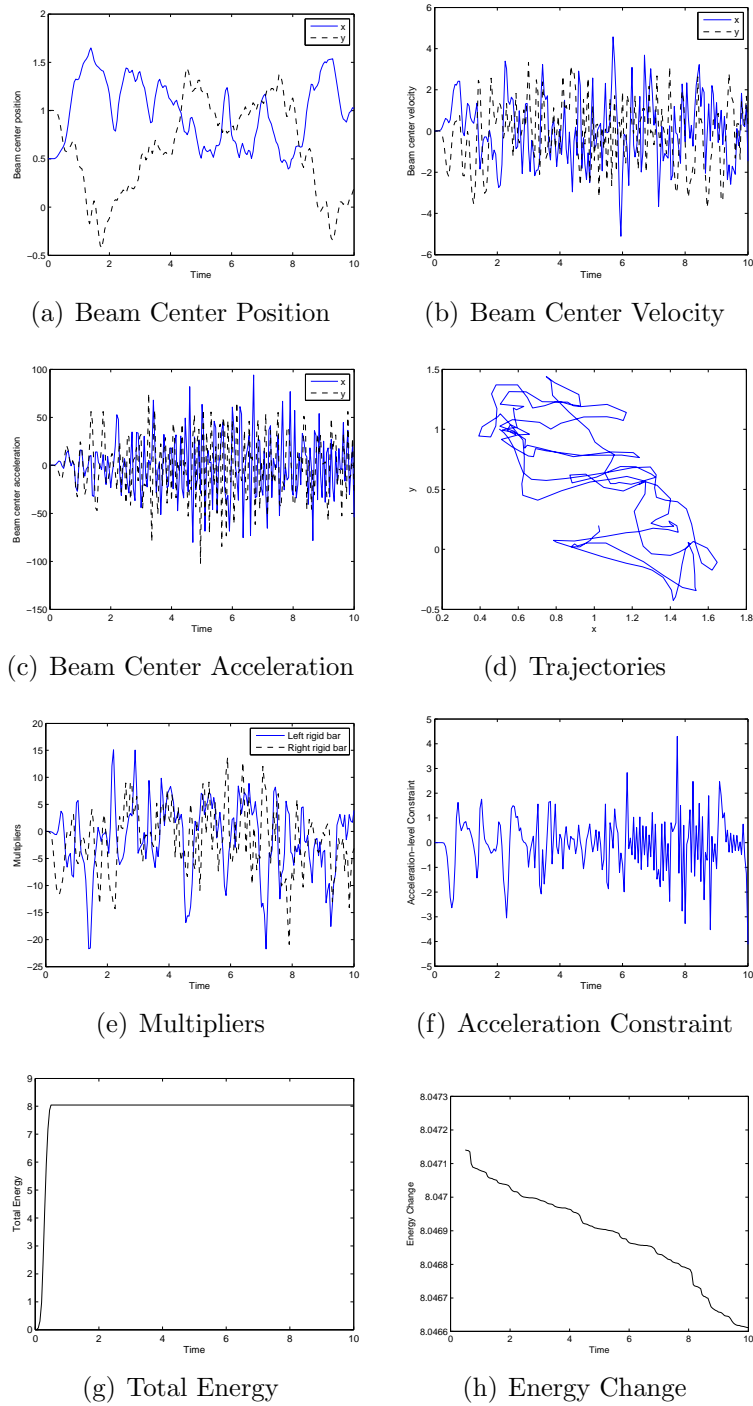 2
1.5
1
0.5
0
−0.5
0 2 4 6 8 10
Time
Beam center position
x
y
(a) Beam Center Position
6
4
2
0
−2
−4
−6
0 2 4 6 8 10
Time
Beam center velocity
x
y
(b) Beam Center Velocity
100
50
0
−50
−100
−150
0 2 4 6 8 10
Time
Beam center acceleration
x
y
(c) Beam Center Acceleration
1.5
1
0.5
0
−0.5
0.2 0.4 0.6 0.8 1 1.2 1.4 1.6 1.8
x
y
(d) Trajectories
20
15
10
5
0
−5
−10
−15
−20
−25
0 2 4 6 8 10
Time
Multipliers
Left rigid bar
Right rigid bar
(e) Multipliers
5
4
3
2
1
0
−1
−2
−3
−4
−5
0 2 4 6 8 10
Time
Acceleration−level Constraint
(f) Acceleration Constraint
9
8
7
6
5
4
3
2
1
0
0 2 4 6 8 10
Time
Total Energy
(g) Total Energy
8.0473
8.0472
8.0471
8.047
8.0469
8.0468
8.0467
8.0466
0 2 4 6 8 10
Time
Energy Change
(h) Energy Change